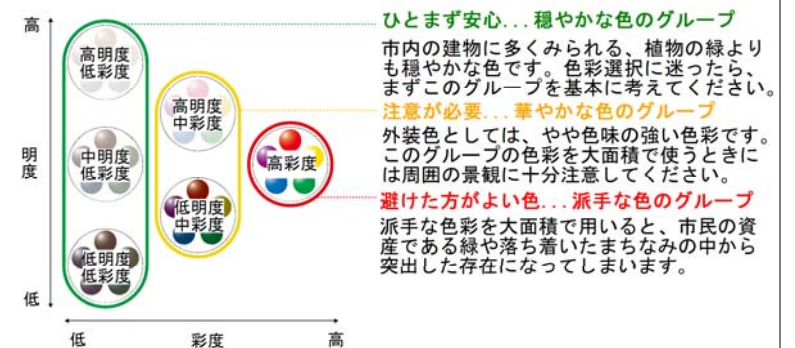 高
明度
低
高明度
低彩度
中明度
低彩度
低明度
低彩度
高明度
中彩度
低明度
中彩度
高彩度
低
彩度
高
ひとまず安心...穏やかな色のグループ
市内の建物に多くみられる、植物の緑より
も穏やかな色です。色彩選択に迷ったら、
まずこのグループを基本に考えてください。
注意が必要...華やかな色のグループ
外装色としては、やや色味の強い色彩です。
このグループの色彩を大面積で使うときに
は周囲の景観に十分注意してください。
避けた方がよい色...派手な色のグループ
派手な色彩を大面積で用いると、市民の資
産である緑や落ち着いたまちなみの中から
突出した存在になってしまいます。